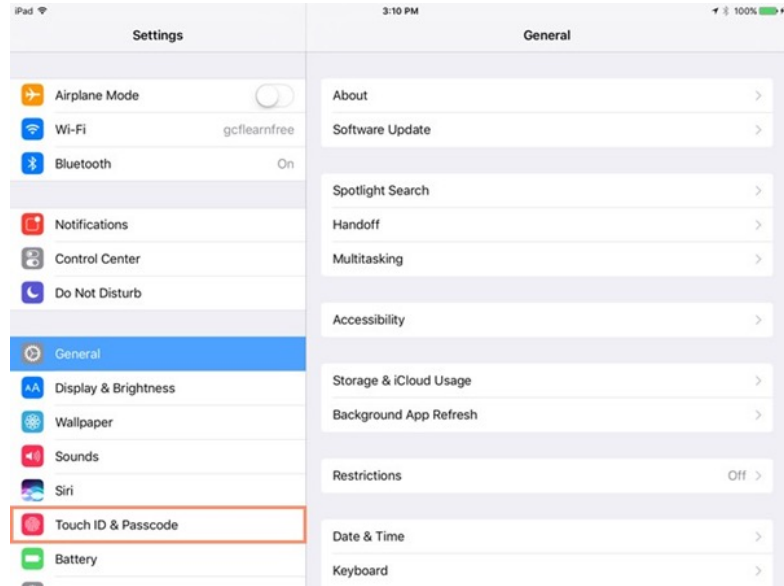 iPad
3:10 PM
100%
Settings
General
Airplane Mode
Wi-Fi
gcflearnfree
Bluetooth
On
Notifications
Control Center
Do Not Disturb
General
AA Display & Brightness
Wallpaper
Sounds
Siri
Touch ID & Passcode
Battery
About
Software Update
Spotlight Search
Handoff
Multitasking
Accessibility
Storage & iCloud Usage
Background App Refresh
Restrictions
Off
Date & Time
Keyboard